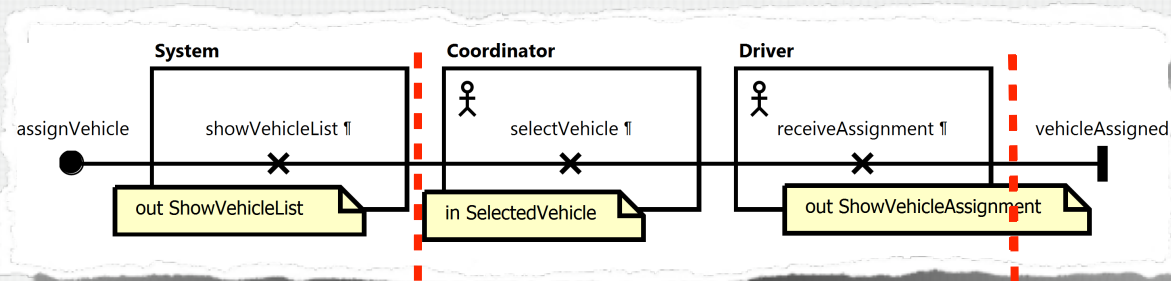 System
Coordinator
Driver
assignVehicle
showVehicleList ¶
selectVehicle ¶
receiveAssignment ¶
vehicleAssigned
out ShowVehicleList
in SelectedVehicle
out ShowVehicleAssignment